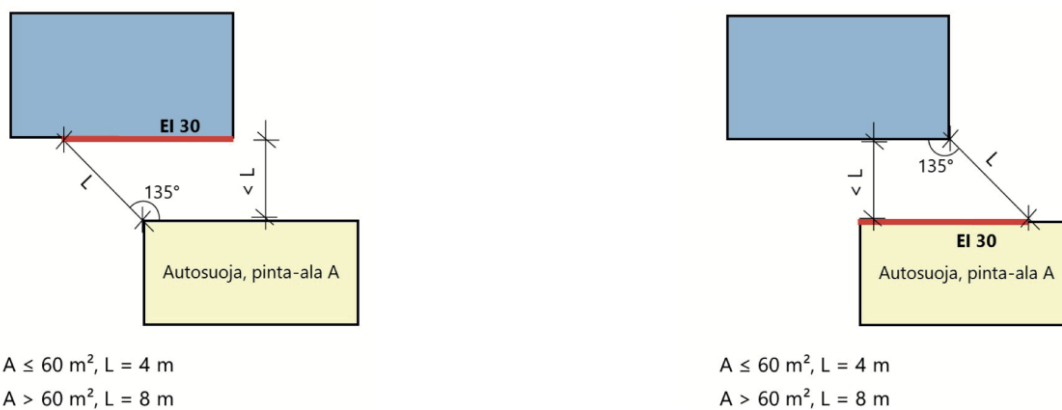 EI 30
L
135°
< L
Autosuoja, pinta-ala A
A ≤ 60 m², L = 4 m
A > 60 m², L = 8 m
135°
L
< L
EI 30
Autosuoja, pinta-ala A
A ≤ 60 m², L = 4 m
A > 60 m², L = 8 m